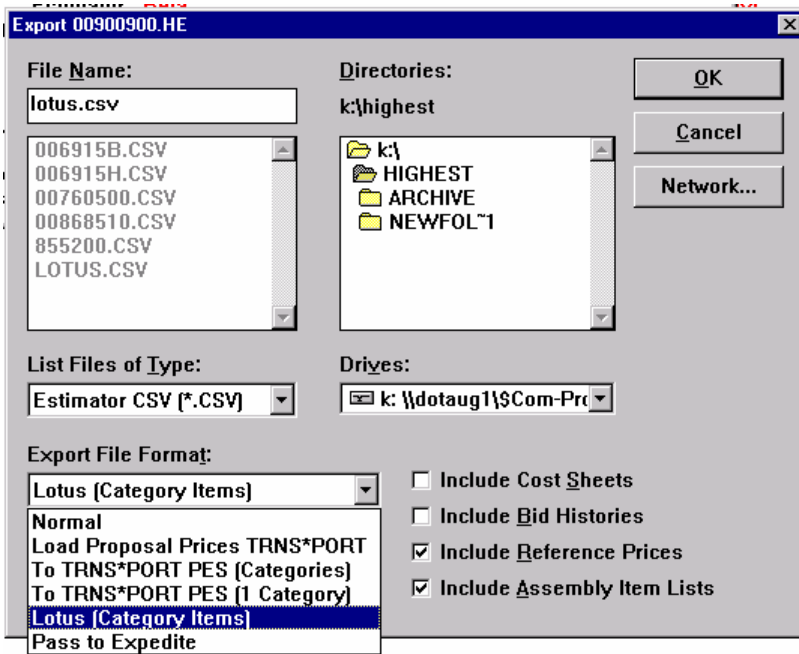 Export 00900900.HE
File Name:
lotus.csv
006915B.CSV
006915H.CSV
00760500.CSV
00868510.CSV
855200.CSV
LOTUS.CSV
List Files of Type:
Estimator CSV (*.CSV)
Directories:
k:\highest
k:\
HIGHEST
ARCHIVE
NEWFOL~1
Drives:
k: \\dotaug1\$Com-Pro
OK
Cancel
Network...
Export File Format:
Lotus (Category Items)
Normal
Load Proposal Prices TRNS*PORT
To TRNS*PORT PES (Categories)
To TRNS*PORT PES (1 Category)
Lotus (Category Items)
Pass to Expedite
Include Cost Sheets
Include Bid Histories
Include Reference Prices
Include Assembly Item Lists